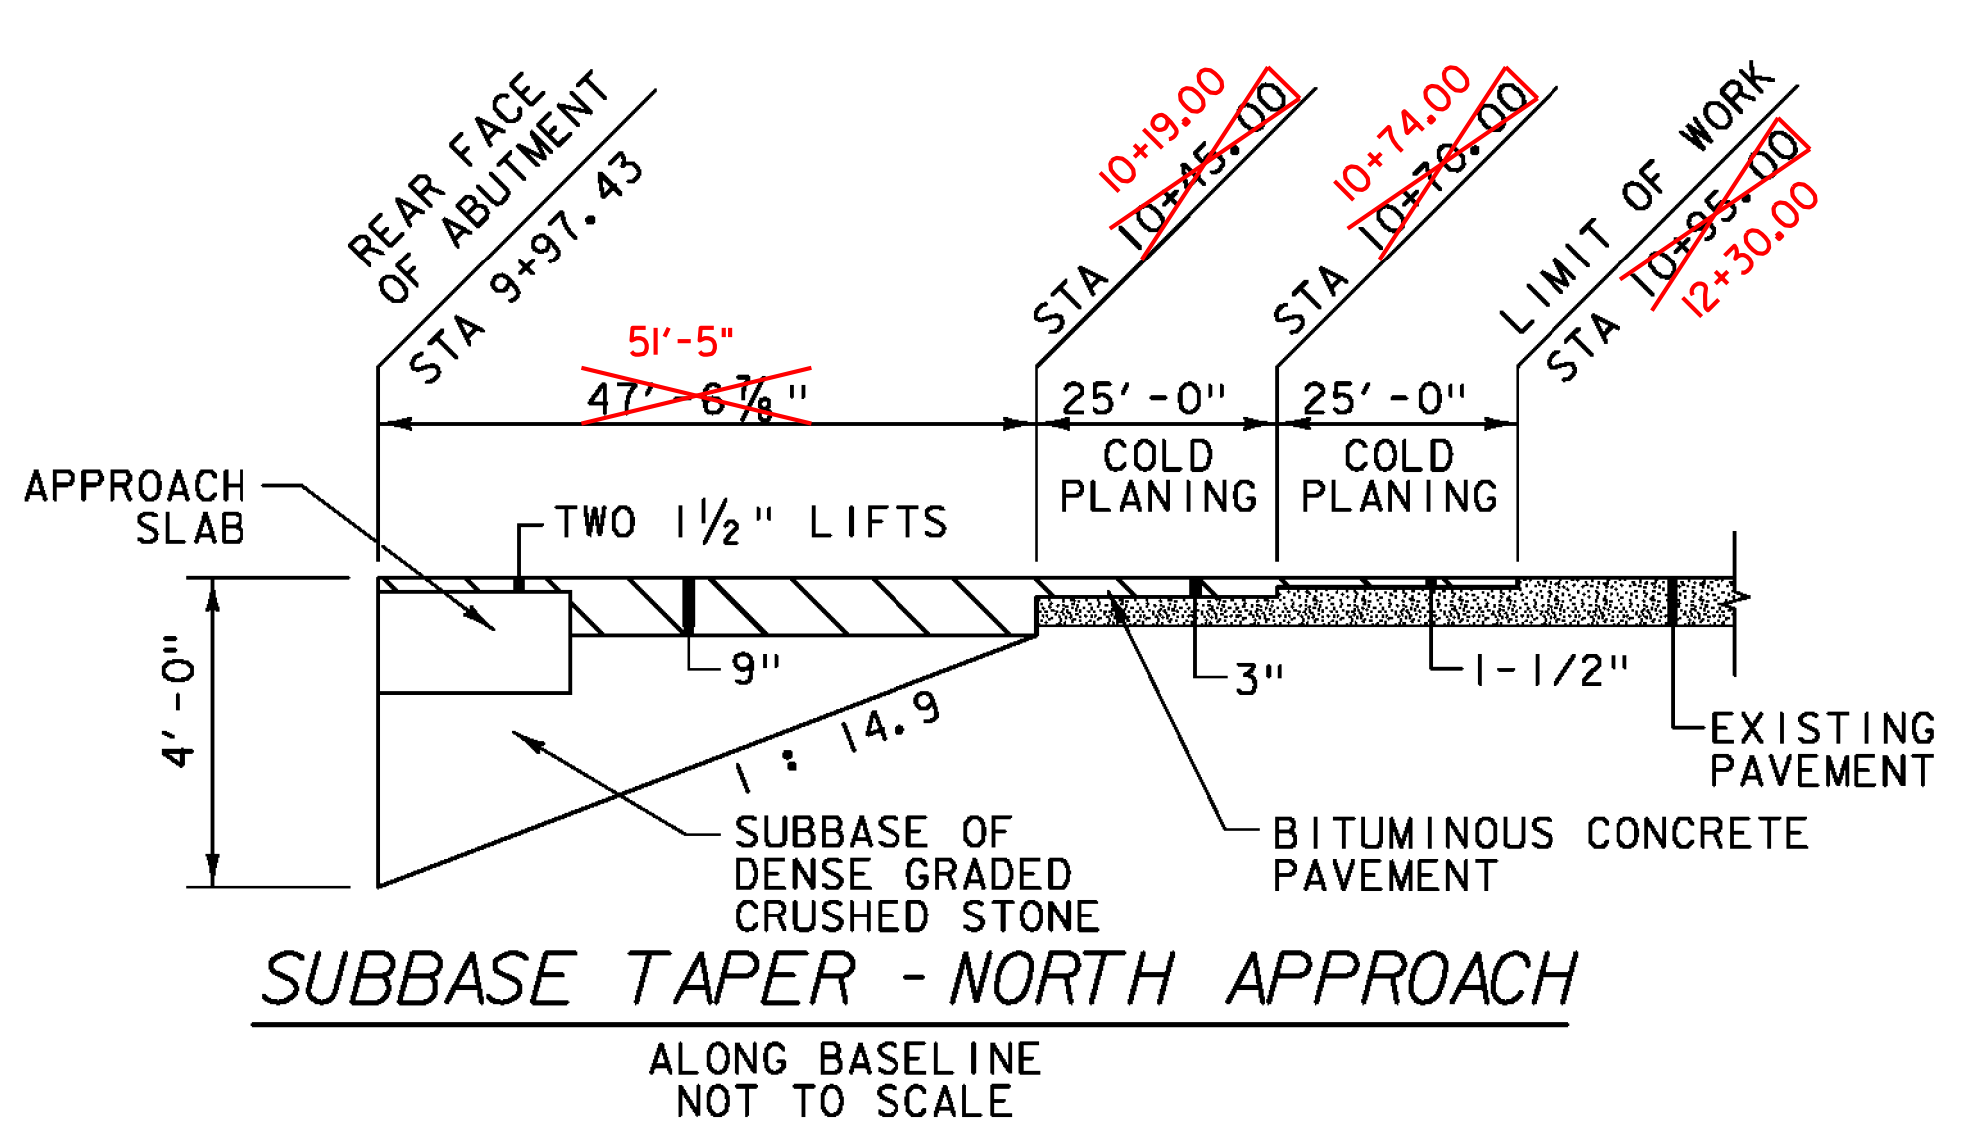 REAR FACE
OF ABUTMENT
STA 9+97.43
10+19.00
STA 10+45.00
10+74.00
STA 10+70.00
LIMIT OF WORK
STA 10+95.00
12+30.00
51'-5"
47'-6 7/8"
25'-0"
25'-0"
COLD
PLANING
COLD
PLANING
APPROACH
SLAB
TWO 1 1/2" LIFTS
4'-0"
9"
3"
1-1/2"
1 : 14.9
EXISTING
PAVEMENT
SUBBASE OF
DENSE GRADED
CRUSHED STONE
BITUMINOUS CONCRETE
PAVEMENT
SUBBASE TAPER - NORTH APPROACH
ALONG BASELINE
NOT TO SCALE